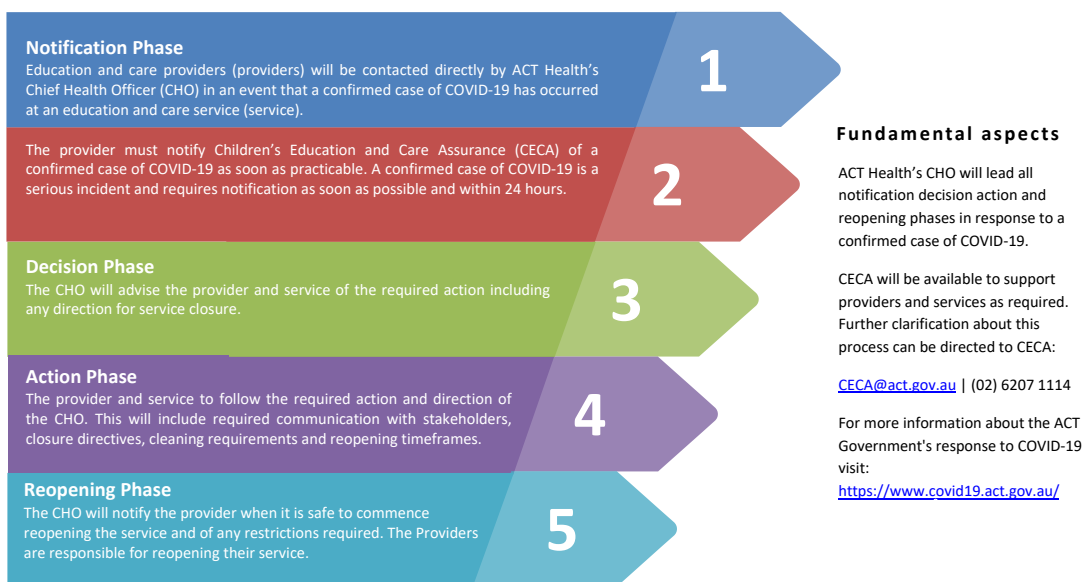 Notification Phase
Education and care providers (providers) will be contacted directly by ACT Health's
Chief Health Officer (CHO) in an event that a confirmed case of COVID-19 has occurred
at an education and care service (service).
1
The provider must notify Children's Education and Care Assurance (CECA) of a
confirmed case of COVID-19 as soon as practicable. A confirmed case of COVID-19 is a
serious incident and requires notification as soon as possible and within 24 hours.
2
Decision Phase
The CHO will advise the provider and service of the required action including
any direction for service closure.
3
Action Phase
The provider and service to follow the required action and direction of
the CHO. This will include required communication with stakeholders,
closure directives, cleaning requirements and reopening timeframes.
4
Reopening Phase
The CHO will notify the provider when it is safe to commence
reopening the service and of any restrictions required. The Providers
are responsible for reopening their service.
5
Fundamental aspects
ACT Health's CHO will lead all
notification decision action and
reopening phases in response to a
confirmed case of COVID-19.
CECA will be available to support
providers and services as required.
Further clarification about this
process can be directed to CECA:
CECA@act.gov.au | (02) 6207 1114
For more information about the ACT
Government's response to COVID-19
visit:
https://www.covid19.act.gov.au/